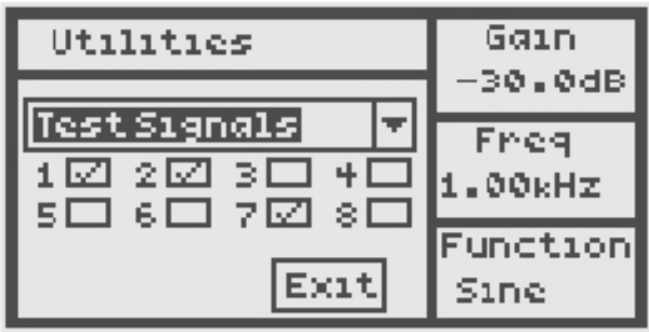 Utilities
Test Signals
1 2 3 4
5 6 7 8
Exit
Gain
-30.0dB
Freq
1.00kHz
Function
Sine